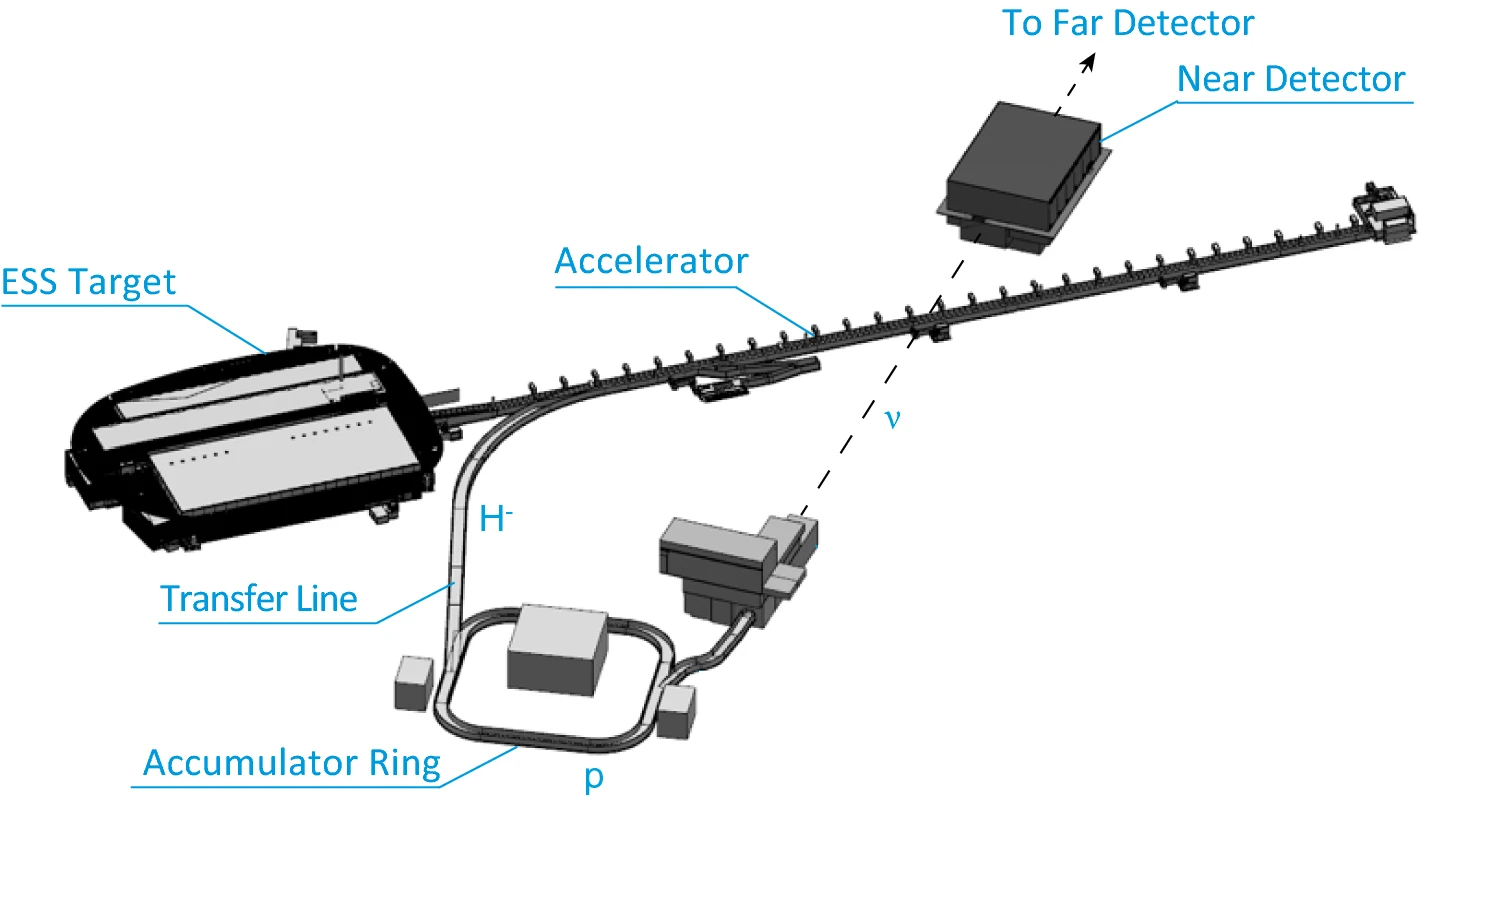 To Far Detector
Near Detector
Accelerator
ESS Target
ν
H-
Transfer Line
Accumulator Ring
p